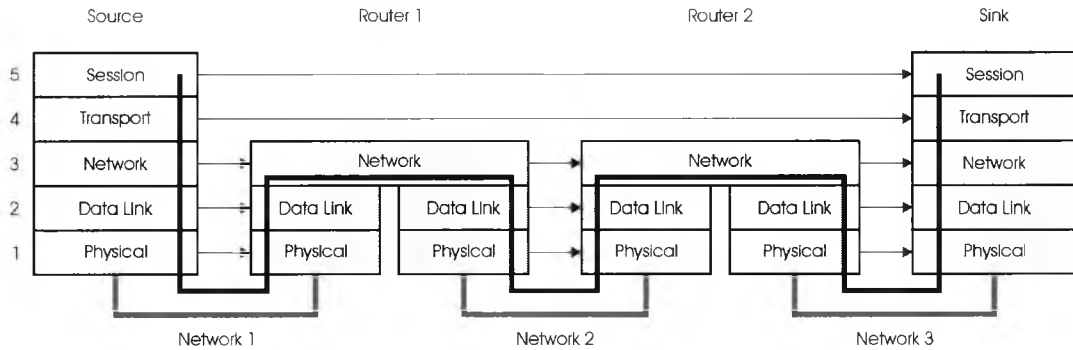 Source Router 1 Router 2 Sink
5 Session Session
4 Transport Transport
3 Network Network Network Network
2 Data Link Data Link Data Link Data Link Data Link Data Link
1 Physical Physical Physical Physical Physical Physical
Network 1 Network 2 Network 3